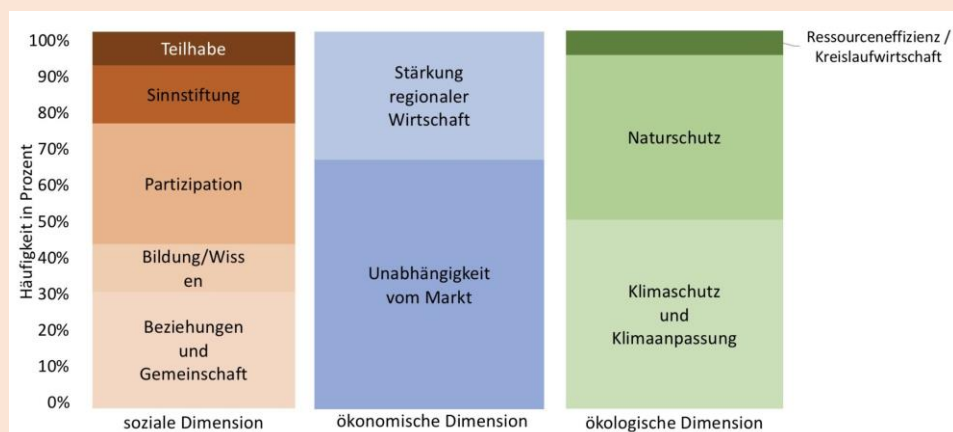 Häufigkeit in Prozent
100%
90%
80%
70%
60%
50%
40%
30%
20%
10%
0%
Teilhabe
Sinnstiftung
Partizipation
Bildung/Wiss
en
Beziehungen
und
Gemeinschaft
soziale Dimension
Stärkung
regionaler
Wirtschaft
Unabhängigkeit
vom Markt
ökonomische Dimension
Ressourceneffizienz /
Kreislaufwirtschaft
Naturschutz
Klimaschutz
und
Klimaanpassung
ökologische Dimension